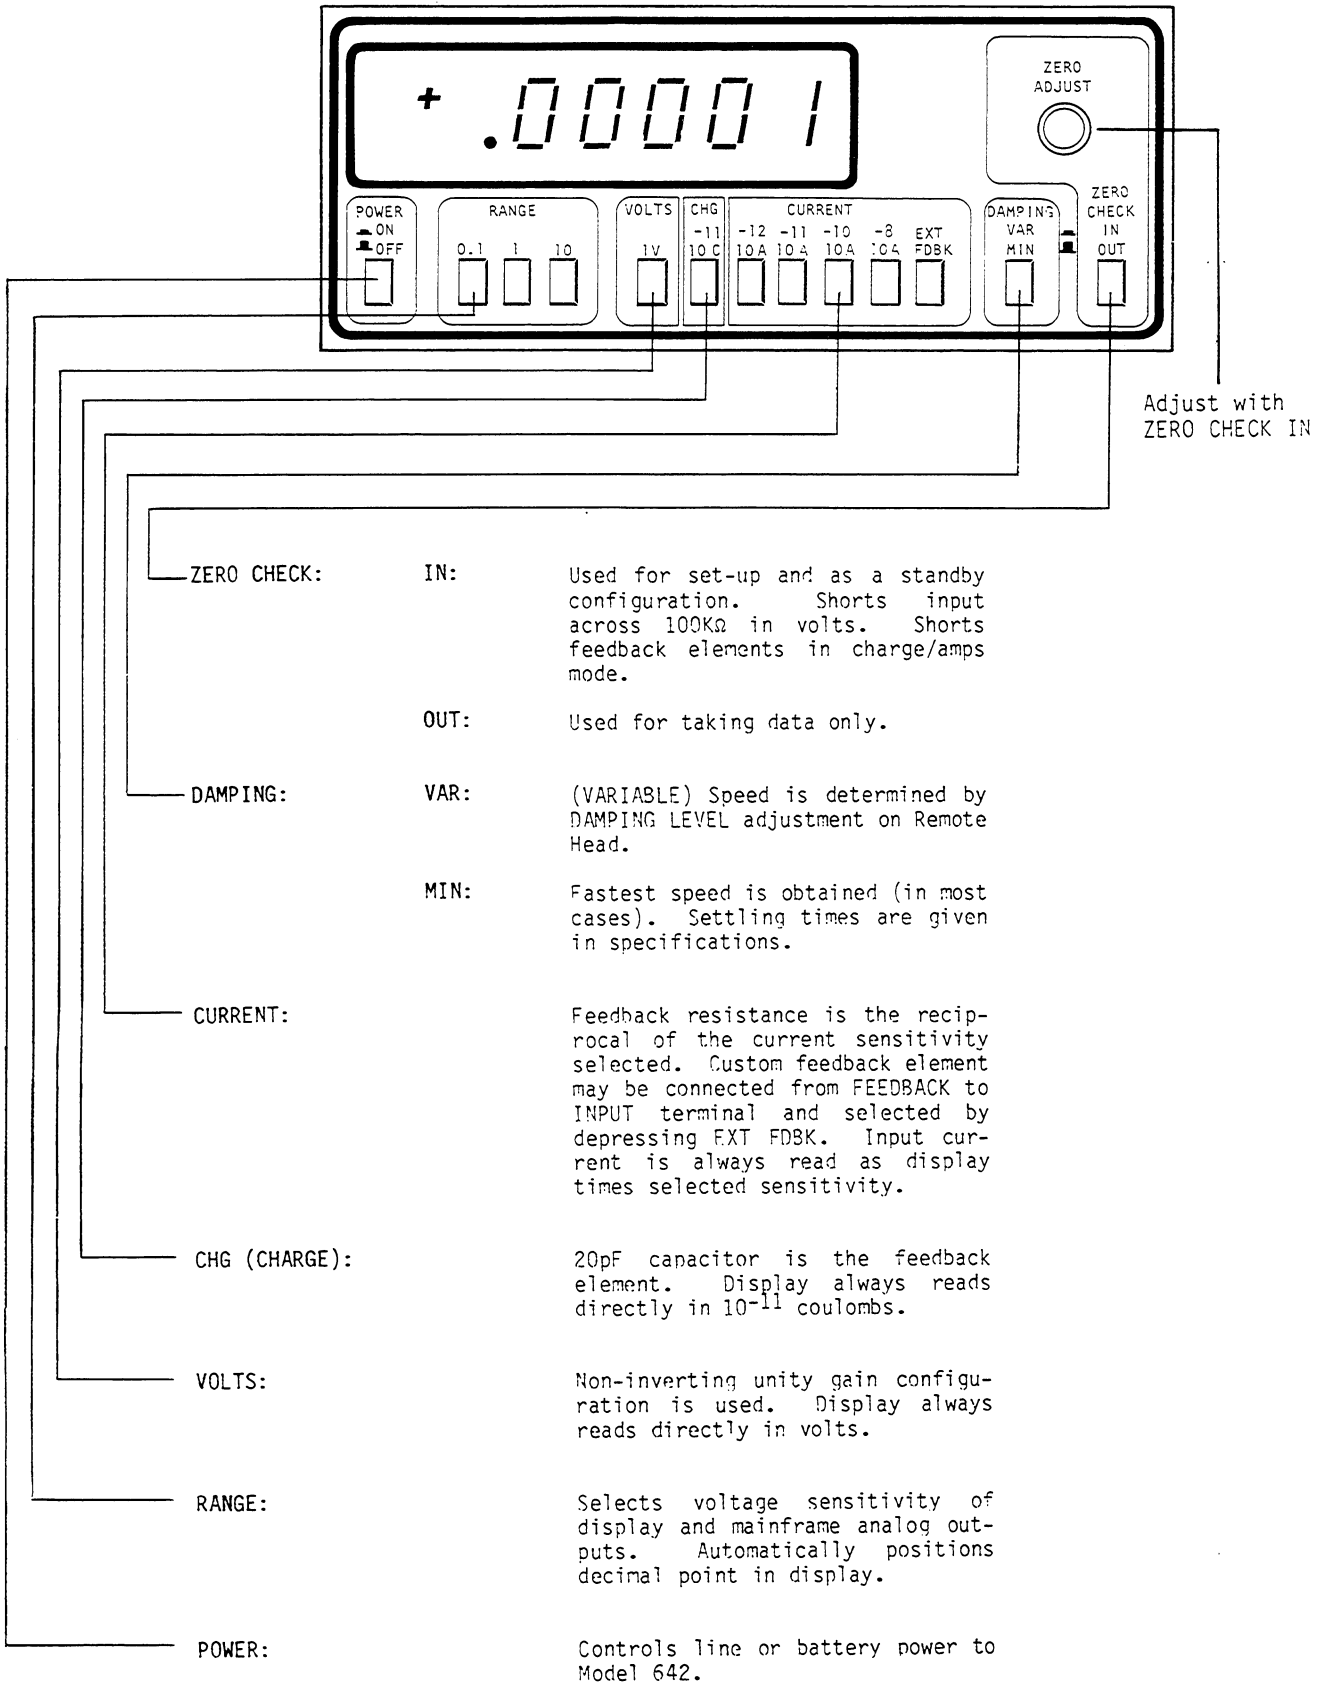 + .00001
ZERO
ADJUST
POWER
ON
OFF
RANGE
0.1 1 10
VOLTS
1V
CHG
-11
10 C
CURRENT
-12 -11 -10 -8 EXT
10 A 10 A 10 A 10 A FDBK
DAMPING
VAR
MIN
ZERO
CHECK
IN
OUT
Adjust with
ZERO CHECK IN
ZERO CHECK: IN: Used for set-up and as a standby
configuration. Shorts input
across 100KΩ in volts. Shorts
feedback elements in charge/amps
mode.
OUT: Used for taking data only.
DAMPING: VAR: (VARIABLE) Speed is determined by
DAMPING LEVEL adjustment on Remote
Head.
MIN: Fastest speed is obtained (in most
cases). Settling times are given
in specifications.
CURRENT: Feedback resistance is the recip-
rocal of the current sensitivity
selected. Custom feedback element
may be connected from FEEDBACK to
INPUT terminal and selected by
depressing EXT FDBK. Input cur-
rent is always read as display
times selected sensitivity.
CHG (CHARGE): 20pF capacitor is the feedback
element. Display always reads
directly in 10⁻¹¹ coulombs.
VOLTS: Non-inverting unity gain configu-
ration is used. Display always
reads directly in volts.
RANGE: Selects voltage sensitivity of
display and mainframe analog out-
puts. Automatically positions
decimal point in display.
POWER: Controls line or battery power to
Model 642.